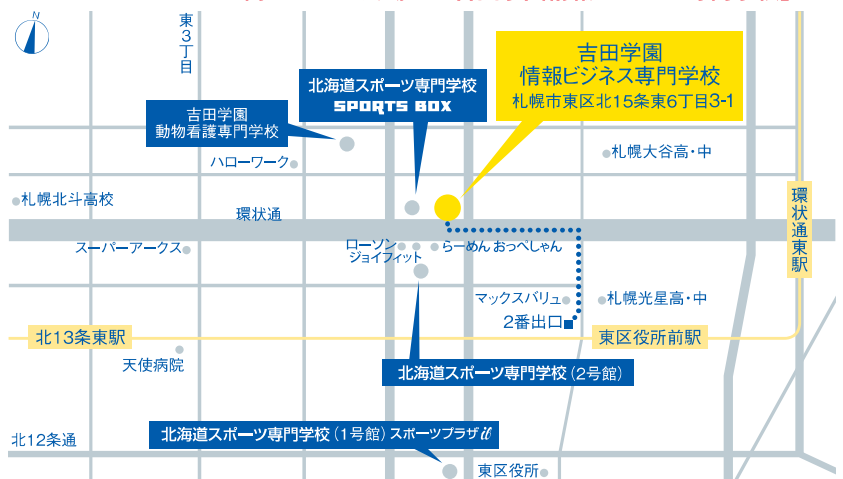 N
東3丁目
吉田学園
情報ビジネス専門学校
札幌市東区北15条東6丁目3-1
北海道スポーツ専門学校
SPORTS BOX
吉田学園
動物看護専門学校
ハローワーク
札幌大谷高・中
札幌北斗高校
環状通
環状通東駅
スーパーアークス
ローソン
ジョイフィット
らーめん おっぺしゃん
マックスバリュ
札幌光星高・中
2番出口
北13条東駅
東区役所前駅
天使病院
北海道スポーツ専門学校(2号館)
北12条通
北海道スポーツ専門学校(1号館)スポーツプラザ
東区役所